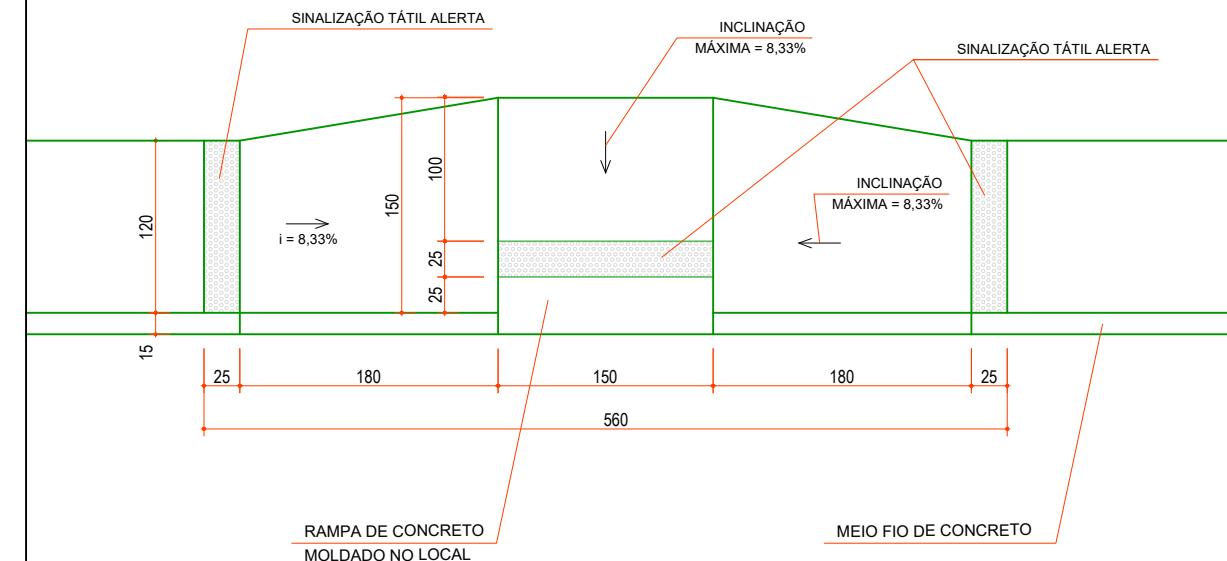 SINALIZAÇÃO TÁTIL ALERTA
INCLINAÇÃO
MÁXIMA = 8,33%
SINALIZAÇÃO TÁTIL ALERTA
INCLINAÇÃO
MÁXIMA = 8,33%
i = 8,33%
120
15
150
100
25
25
25
180
150
180
25
560
RAMPA DE CONCRETO
MOLDADO NO LOCAL
MEIO FIO DE CONCRETO